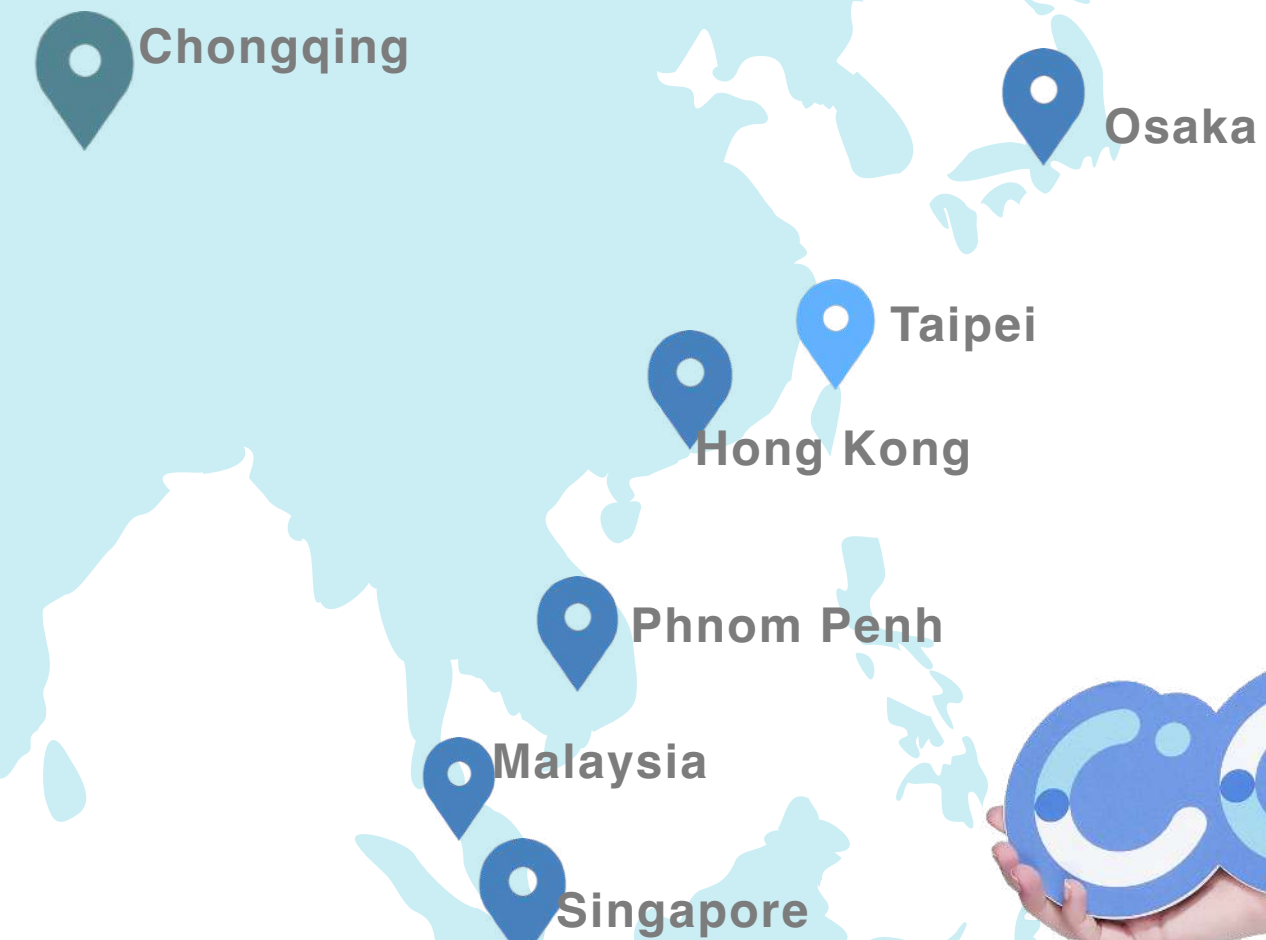 Chongqing
Osaka
Taipei
Hong Kong
Phnom Penh
Malaysia
Singapore